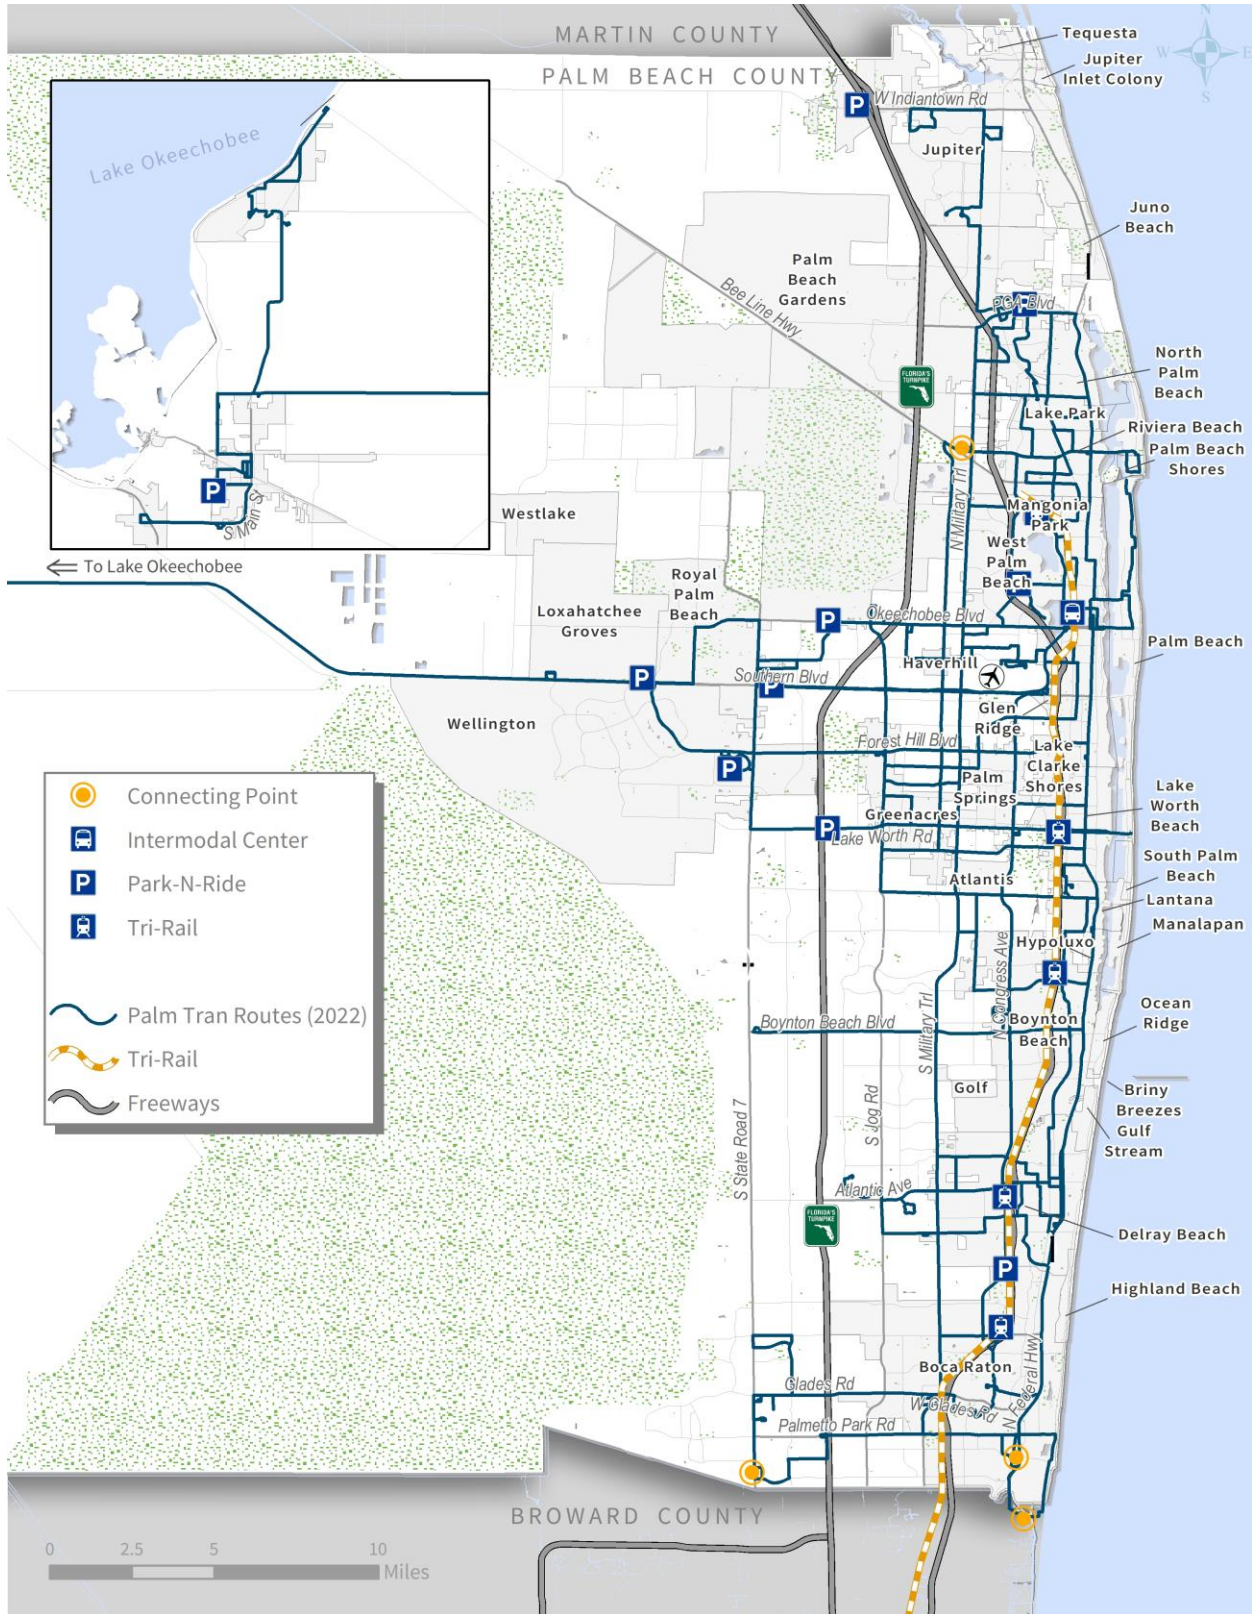 MARTIN COUNTY
PALM BEACH COUNTY
N
W
E
S
Tequesta
Jupiter
Inlet Colony
P
W Indiantown Rd
Jupiter
Lake Okeechobee
Juno
Beach
Palm
Beach
Gardens
Bee Line Hwy
PGA Blvd
FLORIDA'S
TURNPIKE
North
Palm
Beach
Lake Park
Riviera Beach
Palm Beach
Shores
N Military Trl
P
S Main St
Westlake
Mangonia
Park
West
Palm
Beach
To Lake Okeechobee
Royal
Palm
Beach
Loxahatchee
Groves
P
Okeechobee Blvd
Palm Beach
Haverhill
P
Southern Blvd
P
Wellington
Glen
Ridge
Forest Hill Blvd
P
Lake
Clarke
Shores
Palm
Springs
Lake
Worth
Beach
Greenacres
P
Lake Worth Rd
South Palm
Beach
Atlantis
Lantana
Manalapan
Hypoluxo
N Congress Ave
Ocean
Ridge
Boynton Beach Blvd
Boynton
Beach
S Military Trl
Golf
Briny
Breezes
Gulf
Stream
S Jog Rd
S State Road 7
Atlantic Ave
FLORIDA'S
TURNPIKE
Delray Beach
P
Highland Beach
Boca Raton
Glades Rd
W Glades Rd
N Federal Hwy
Palmetto Park Rd
BROWARD COUNTY
Connecting Point
Intermodal Center
P Park-N-Ride
Tri-Rail
Palm Tran Routes (2022)
Tri-Rail
Freeways
0 2.5 5 10
Miles